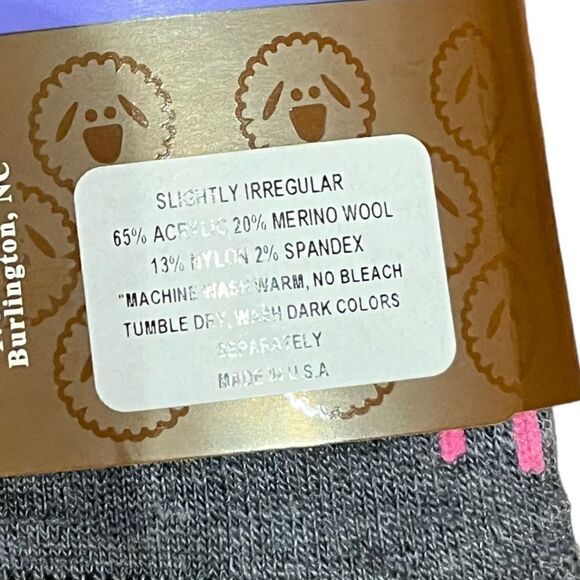 Burlington, NC
SLIGHTLY IRREGULAR
65% ACRYLIC 20% MERINO WOOL
13% NYLON 2% SPANDEX
"MACHINE WASH WARM, NO BLEACH
TUMBLE DRY, WASH DARK COLORS
SEPARATELY
MADE IN U.S.A